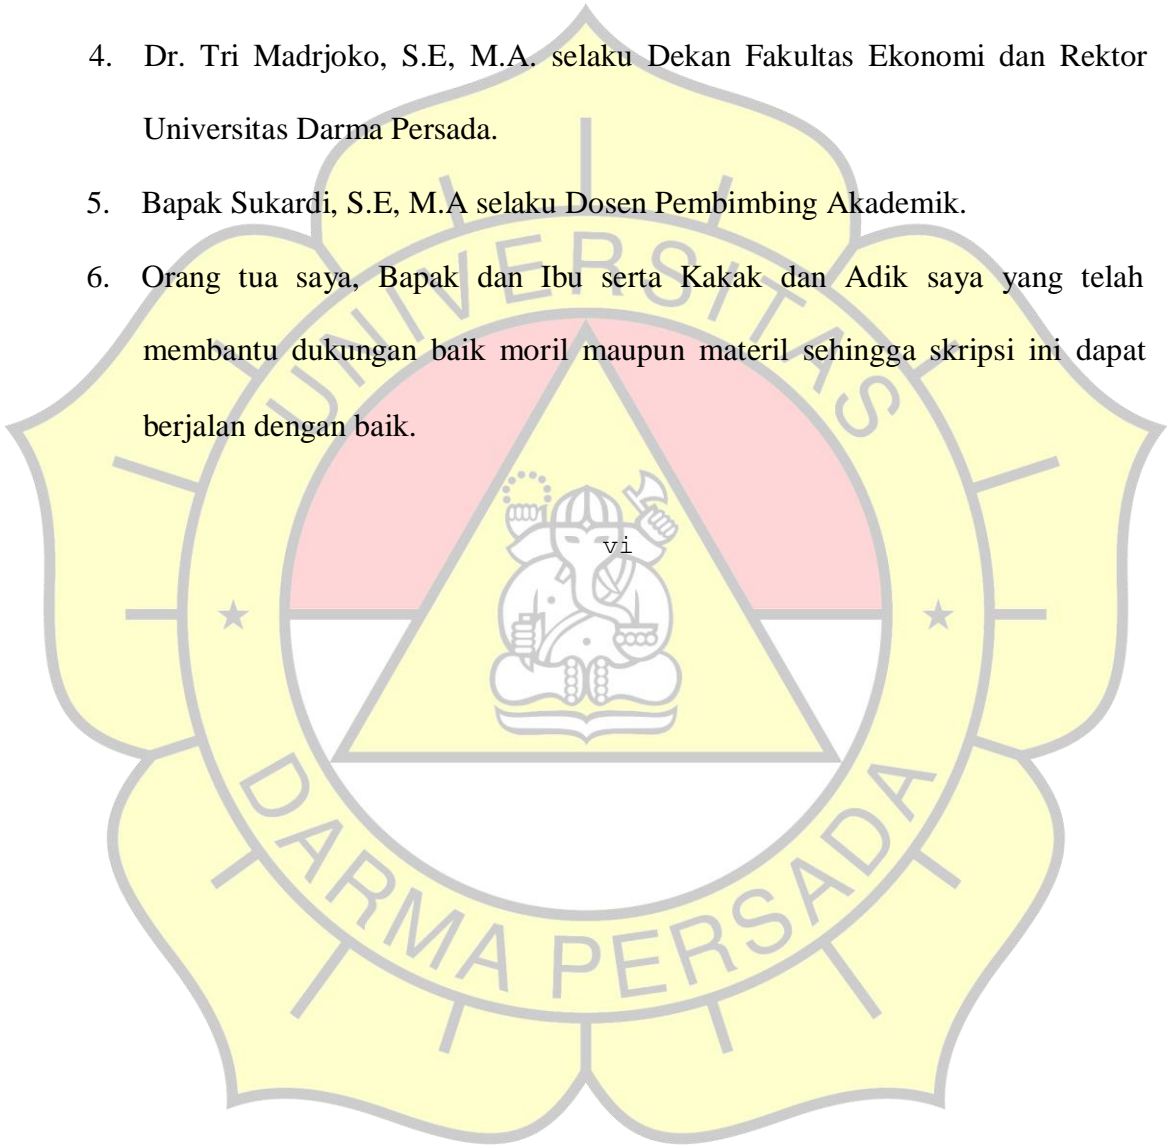 4. Dr. Tri Madrjoko, S.E, M.A. selaku Dekan Fakultas Ekonomi dan Rektor
Universitas Darma Persada.
5. Bapak Sukardi, S.E, M.A selaku Dosen Pembimbing Akademik.
6. Orang tua saya, Bapak dan Ibu serta Kakak dan Adik saya yang telah
membantu dukungan baik moril maupun materil sehingga skripsi ini dapat
berjalan dengan baik.
vi
UNIVERSITAS
DARMA PERSADA